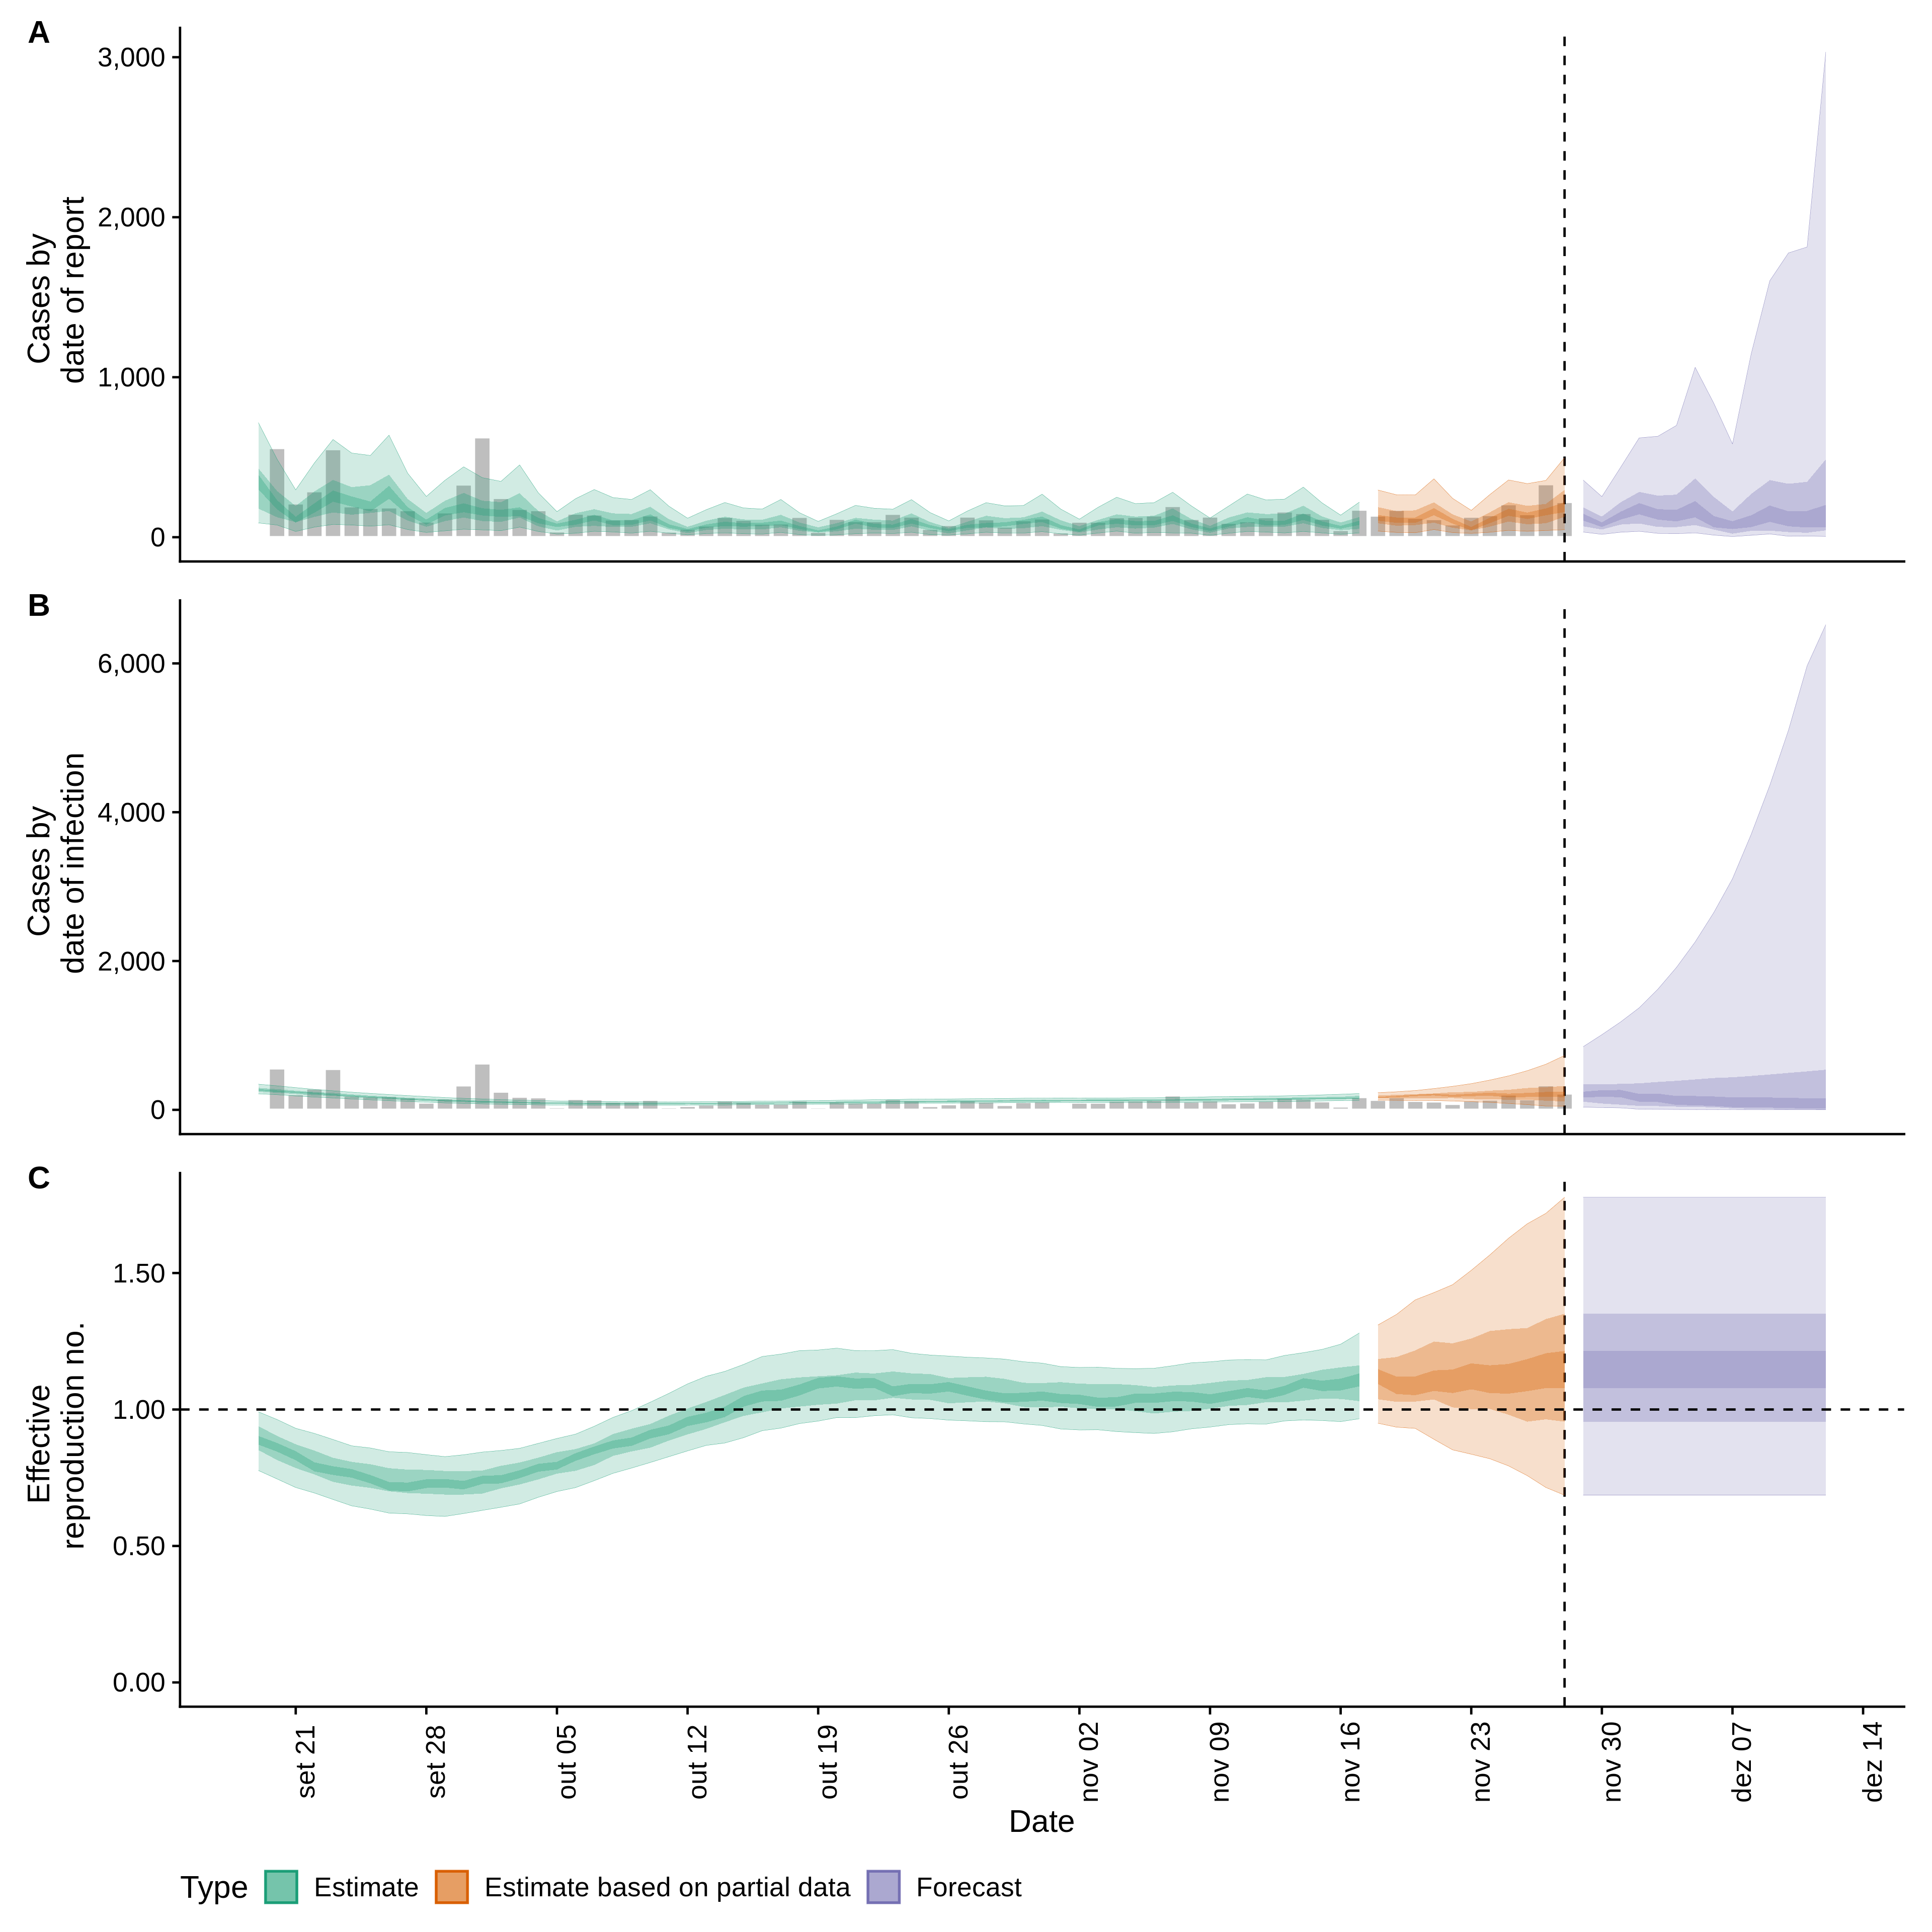 A
3,000
2,000
1,000
0
Cases by
date of report
B
6,000
4,000
2,000
0
Cases by
date of infection
C
1.50
1.00
0.50
0.00
Effective
reproduction no.
set 21
set 28
out 05
out 12
out 19
out 26
nov 02
nov 09
nov 16
nov 23
nov 30
dez 07
dez 14
Date
Type Estimate Estimate based on partial data Forecast